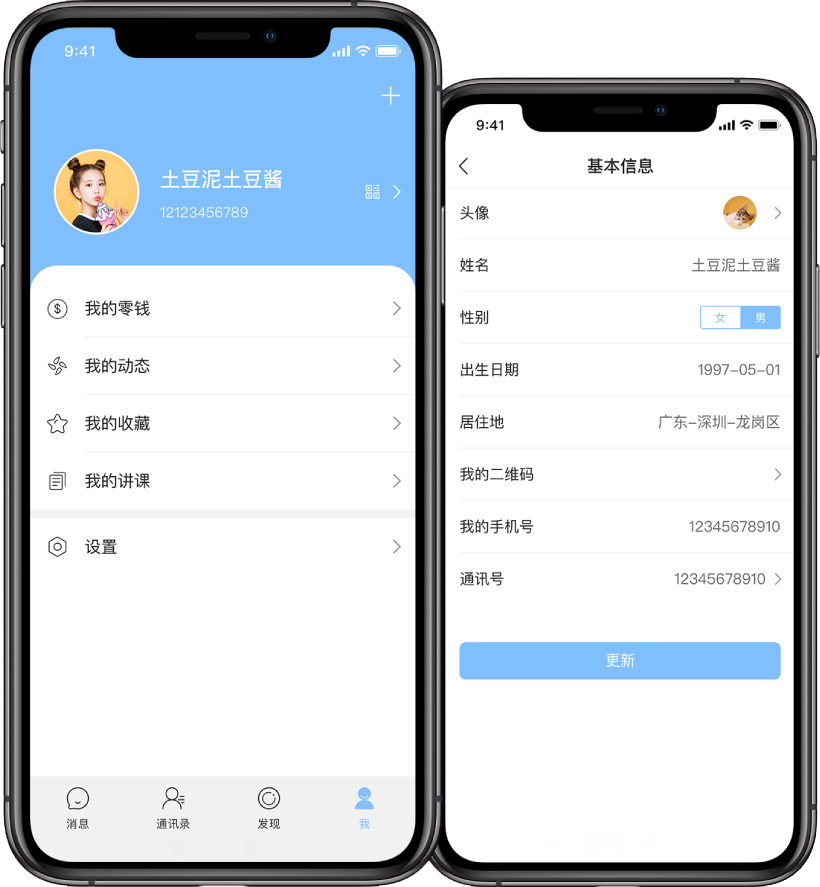 9:41
土豆泥土豆酱
12123456789
我的零钱
我的动态
我的收藏
我的讲课
设置
消息
通讯录
发现
我
9:41
基本信息
头像
姓名 土豆泥土豆酱
性别 女 男
出生日期 1997-05-01
居住地 广东-深圳-龙岗区
我的二维码
我的手机号 12345678910
通讯号 12345678910
更新